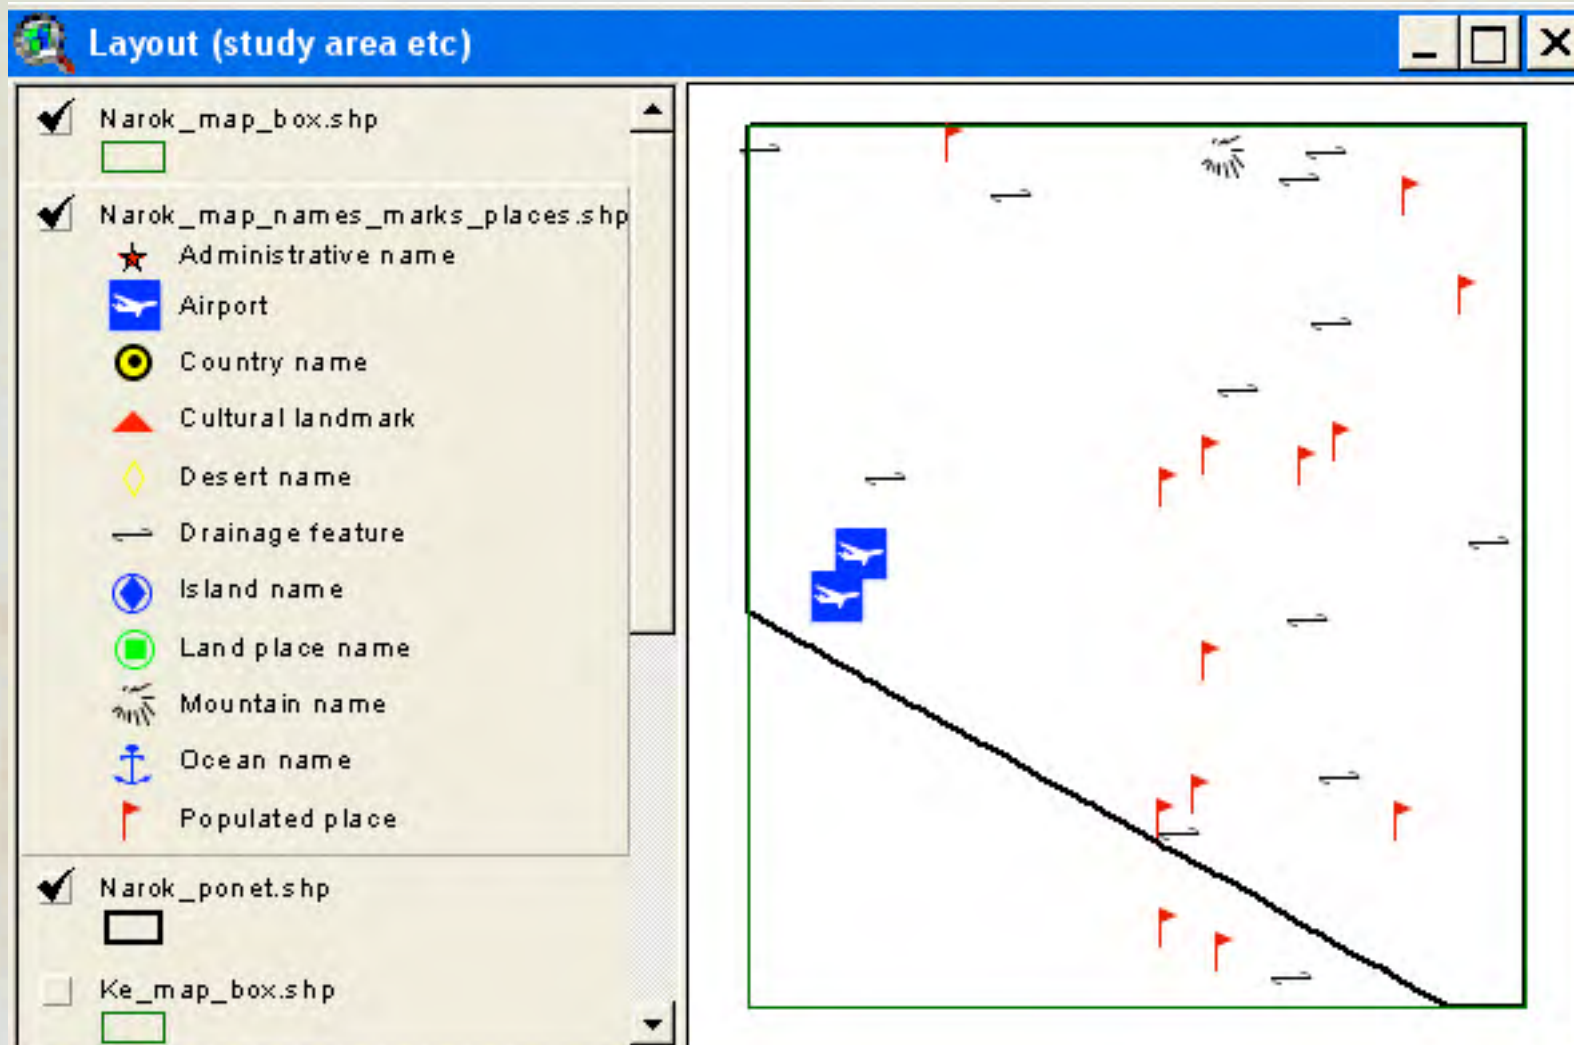 Layout (study area etc)
Narok_map_box.shp
Narok_map_names_marks_places.shp
Administrative name
Airport
Country name
Cultural landmark
Desert name
Drainage feature
Island name
Land place name
Mountain name
Ocean name
Populated place
Narok_ponet.shp
Ke_map_box.shp